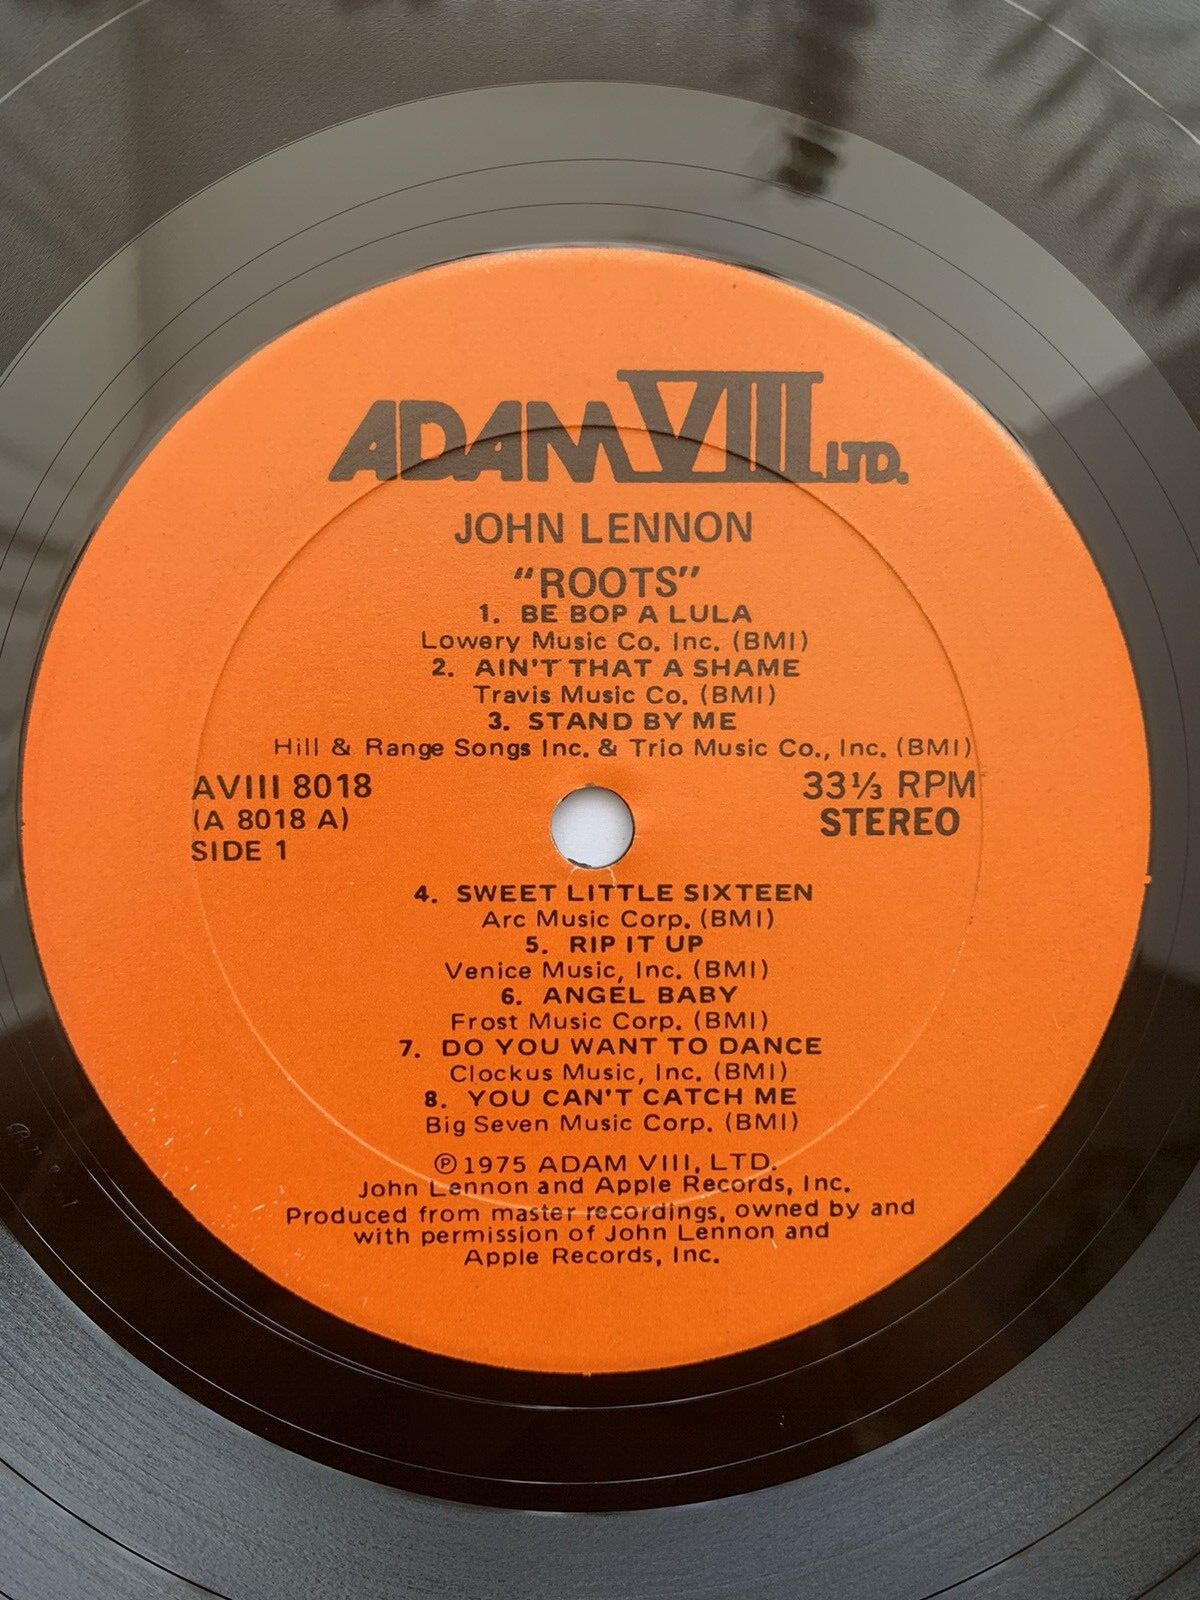 ADAM VIII LTD.
JOHN LENNON
"ROOTS"
1. BE BOP A LULA
Lowery Music Co. Inc. (BMI)
2. AIN'T THAT A SHAME
Travis Music Co. (BMI)
3. STAND BY ME
Hill & Range Songs Inc. & Trio Music Co., Inc. (BMI)
AVIII 8018
(A 8018 A)
SIDE 1
33⅓ RPM
STEREO
4. SWEET LITTLE SIXTEEN
Arc Music Corp. (BMI)
5. RIP IT UP
Venice Music, Inc. (BMI)
6. ANGEL BABY
Frost Music Corp. (BMI)
7. DO YOU WANT TO DANCE
Clockus Music, Inc. (BMI)
8. YOU CAN'T CATCH ME
Big Seven Music Corp. (BMI)
℗1975 ADAM VIII, LTD.
John Lennon and Apple Records, Inc.
Produced from master recordings, owned by and
with permission of John Lennon and
Apple Records, Inc.